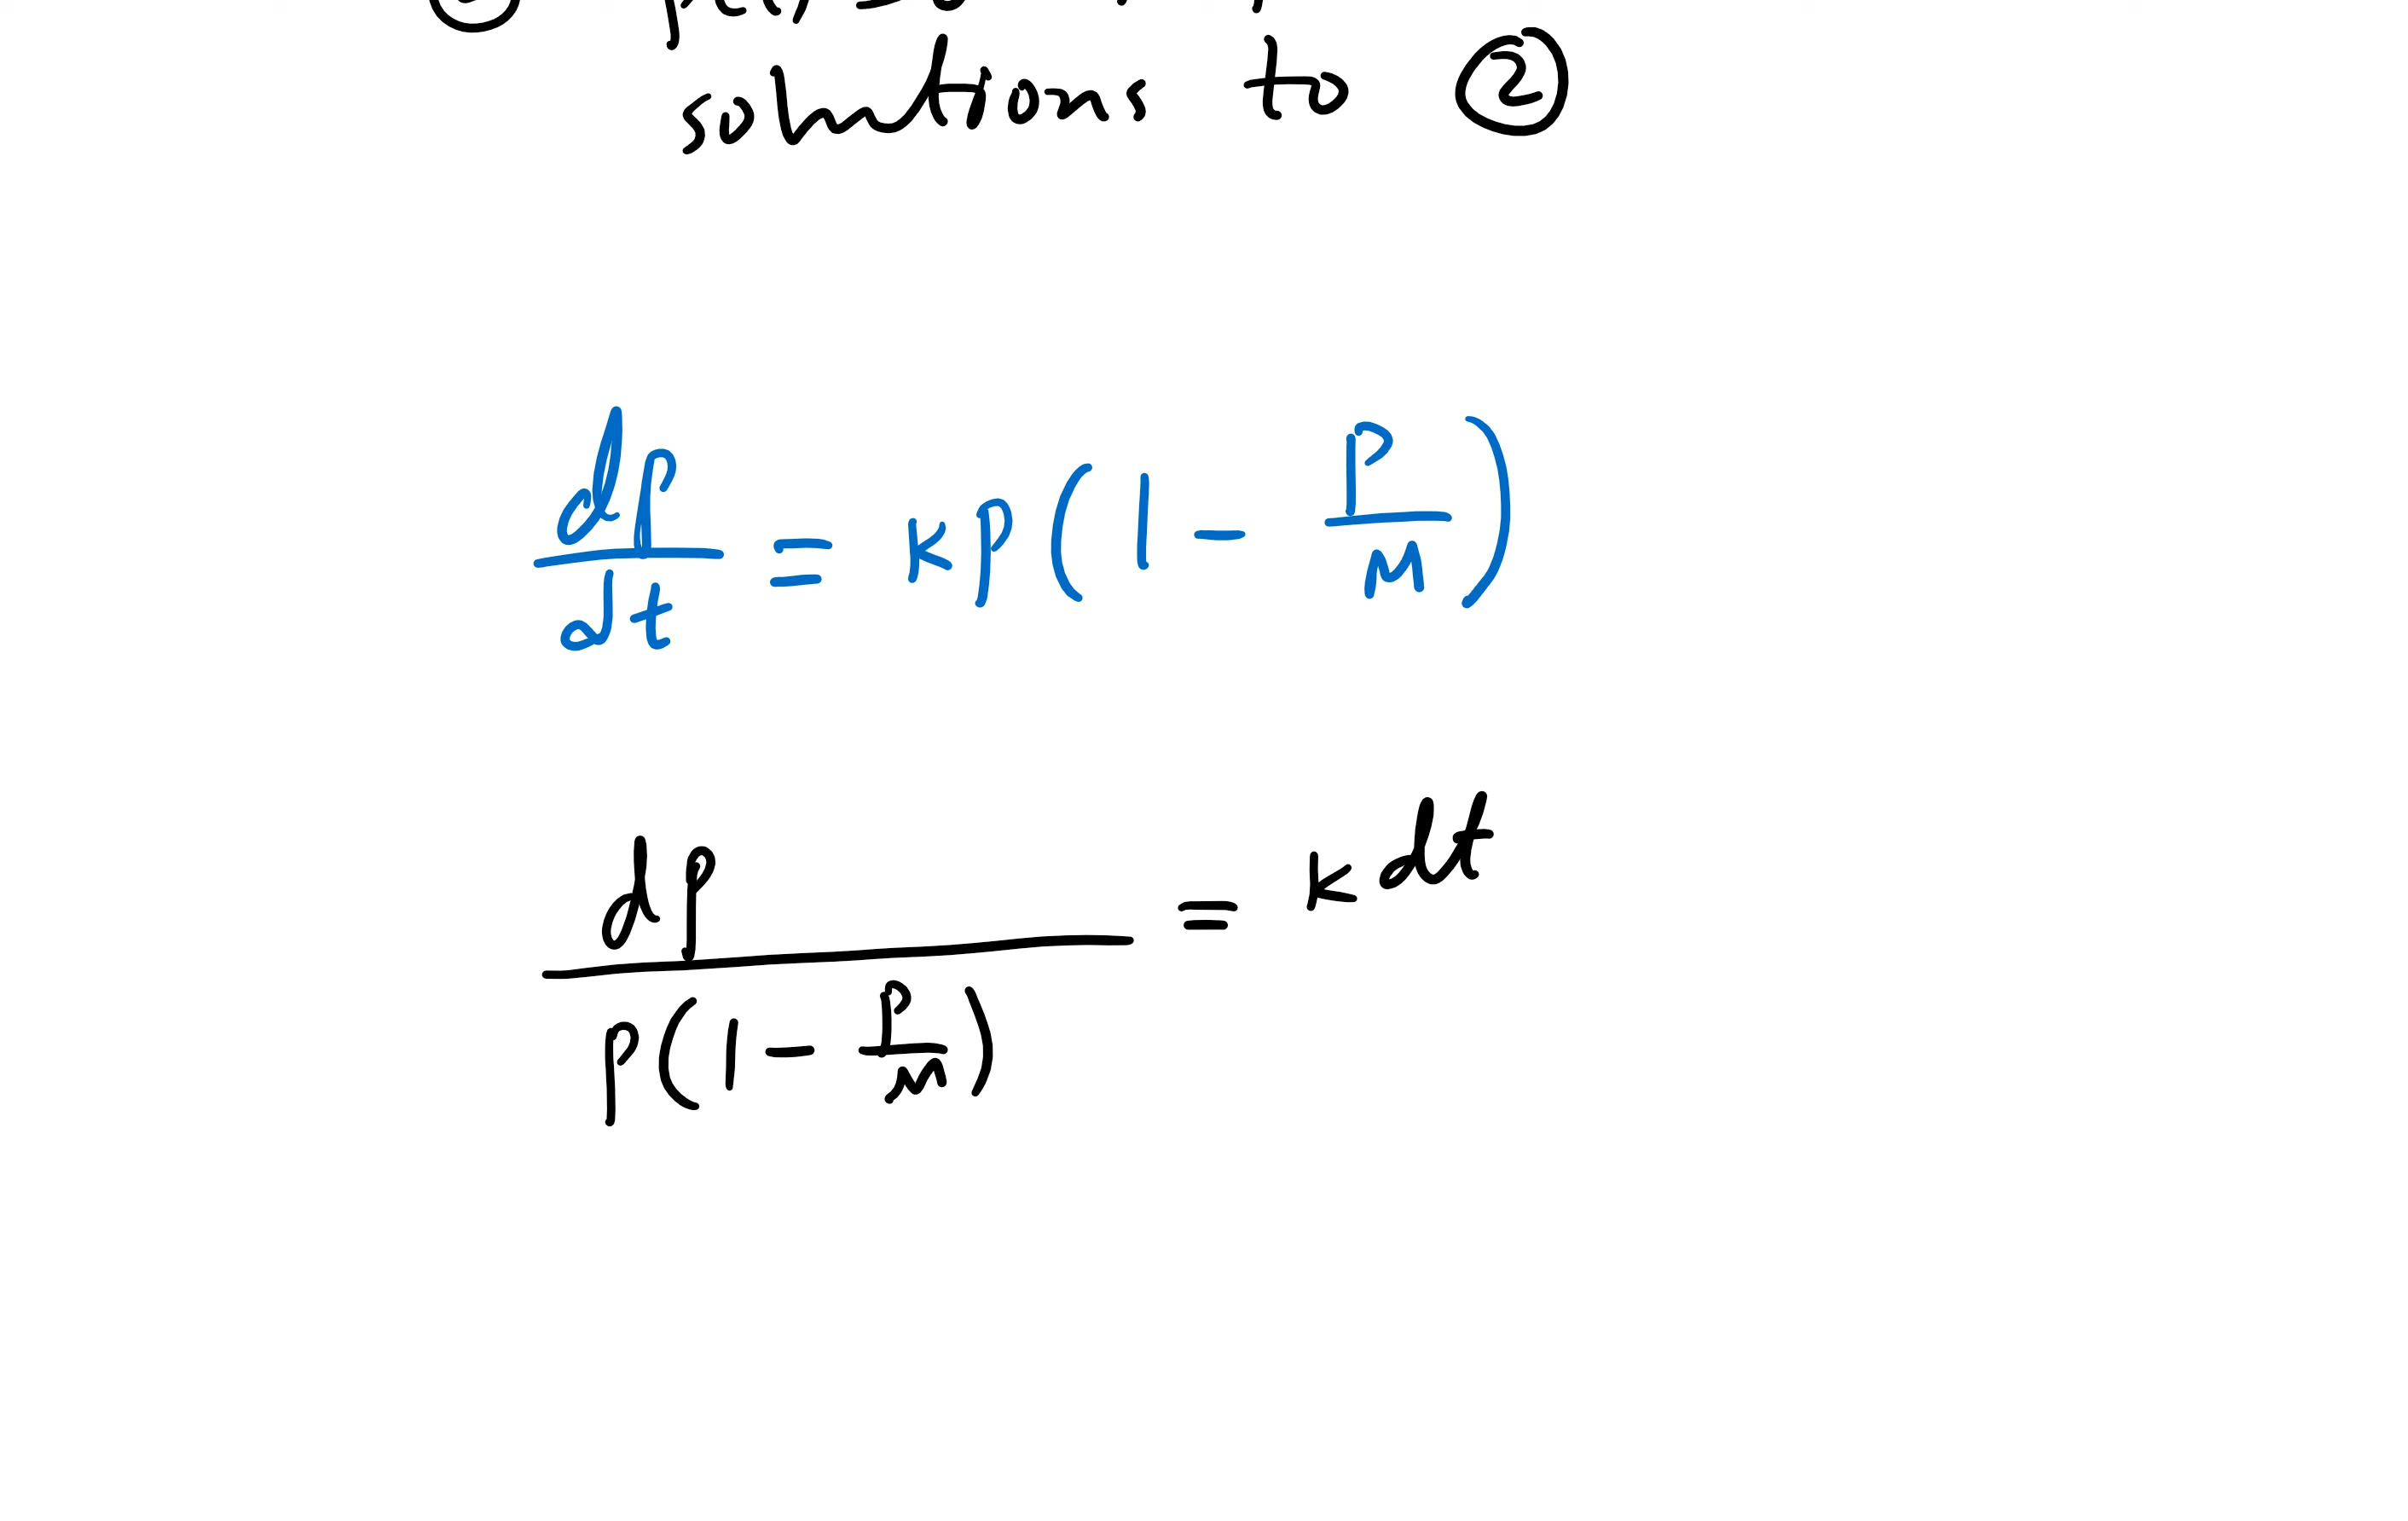 solutions to ②
dP/dt = kP(1 - P/M)
dP/P(1 - P/M) = k dt